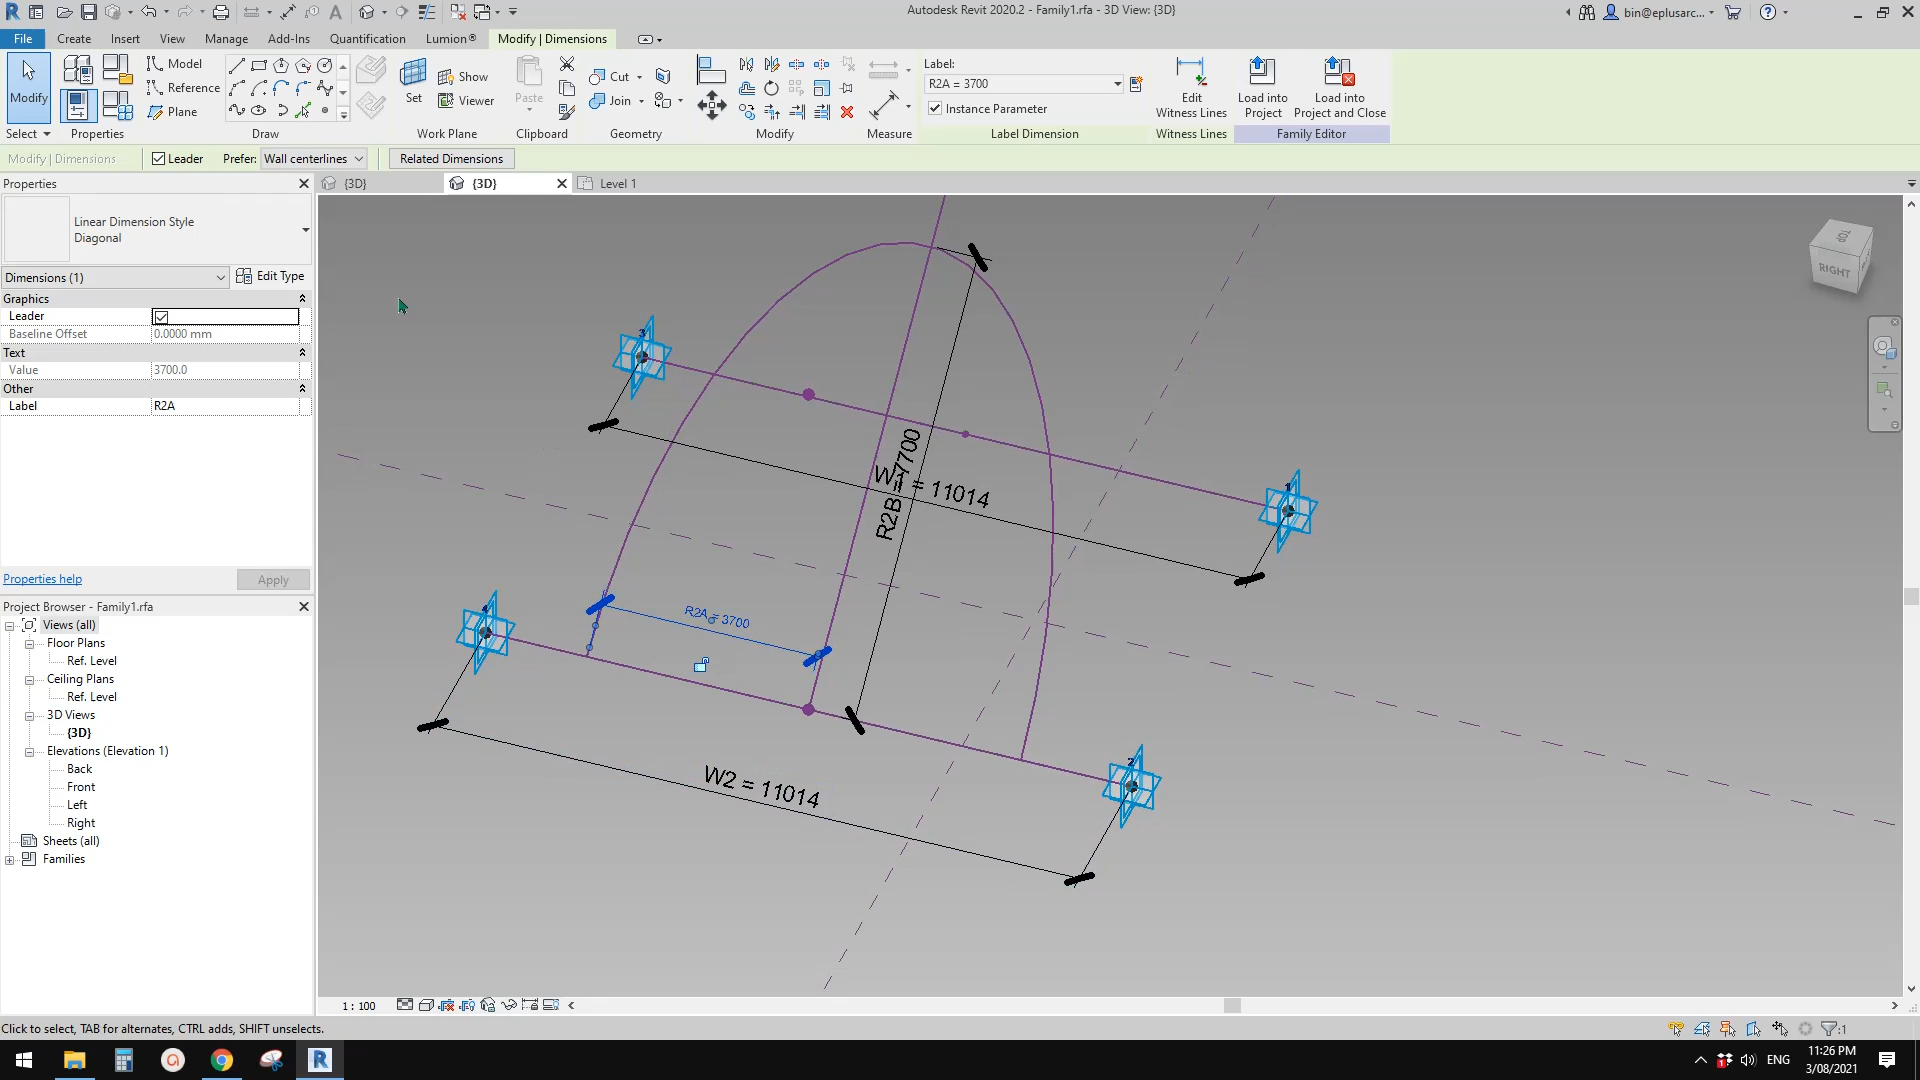 Autodesk Revit 2020.2 - Family1.rfa - 3D View: {3D}
bin@eplusarc...
File
Create
Insert
View
Manage
Add-Ins
Quantification
Lumion®
Modify | Dimensions
Modify
Select
Properties
Model
Reference
Plane
Draw
Set
Show
Viewer
Work Plane
Paste
Clipboard
Cut
Join
Geometry
Modify
Measure
Label:
R2A = 3700
Instance Parameter
Label Dimension
Edit
Witness Lines
Witness Lines
Load into
Project
Load into
Project and Close
Family Editor
Modify | Dimensions
Leader
Prefer:
Wall centerlines
Related Dimensions
Properties
Linear Dimension Style
Diagonal
Dimensions (1)
Edit Type
Graphics
Leader
Baseline Offset
0.0000 mm
Text
Value
3700.0
Other
Label
R2A
Properties help
Apply
Project Browser - Family1.rfa
Views (all)
Floor Plans
Ref. Level
Ceiling Plans
Ref. Level
3D Views
{3D}
Elevations (Elevation 1)
Back
Front
Left
Right
Sheets (all)
Families
{3D}
{3D}
Level 1
3
1
4
2
R2B = 7700
W1 = 11014
R2A = 3700
W2 = 11014
TOP
RIGHT
1 : 100
Click to select, TAB for alternates, CTRL adds, SHIFT unselects.
:1
ENG
11:26 PM
3/08/2021